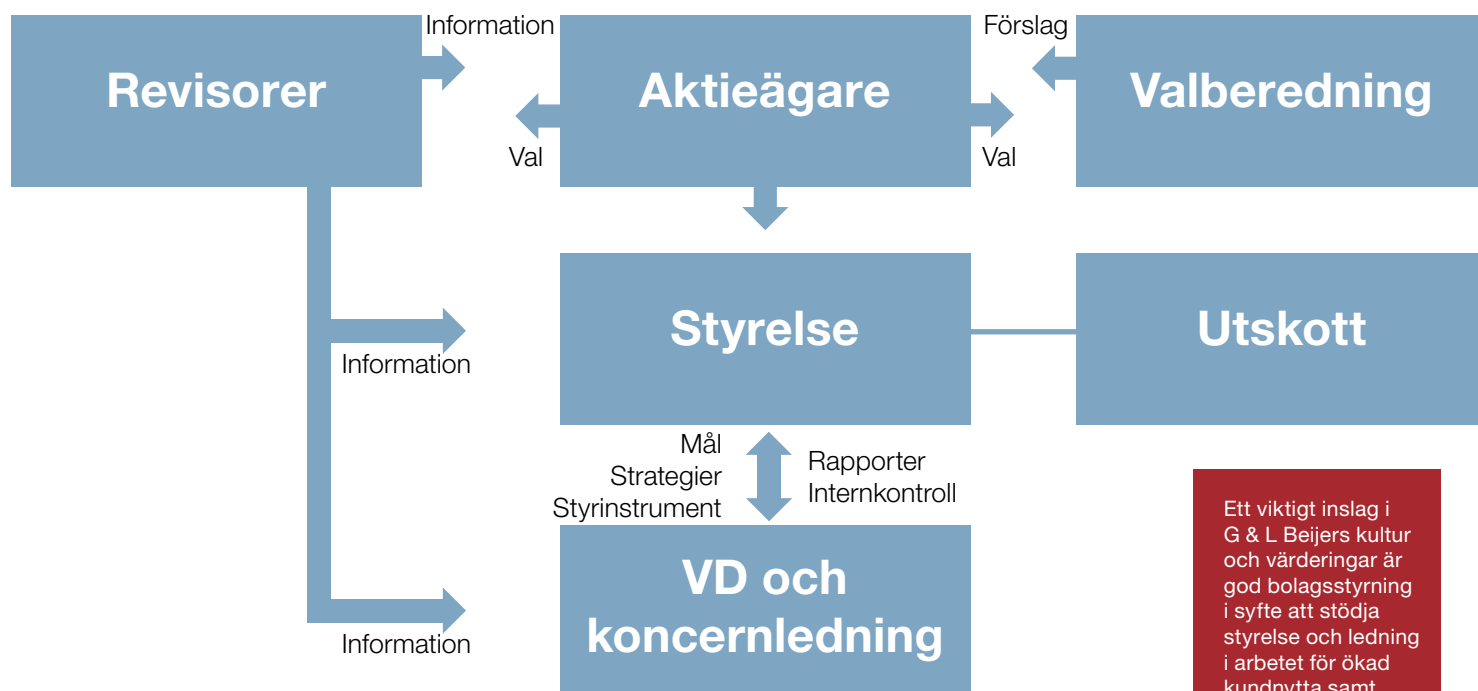 Information
Förslag
Revisorer
Aktieägare
Valberedning
Val
Val
Styrelse
Utskott
Information
Mål
Strategier
Styrinstrument
Rapporter
Internkontroll
VD och
koncernledning
Information
Ett viktigt inslag i
G & L Beijers kultur
och värderingar är
god bolagsstyrning
i syfte att stödja
styrelse och ledning
i arbetet för ökad
kundnytta samt